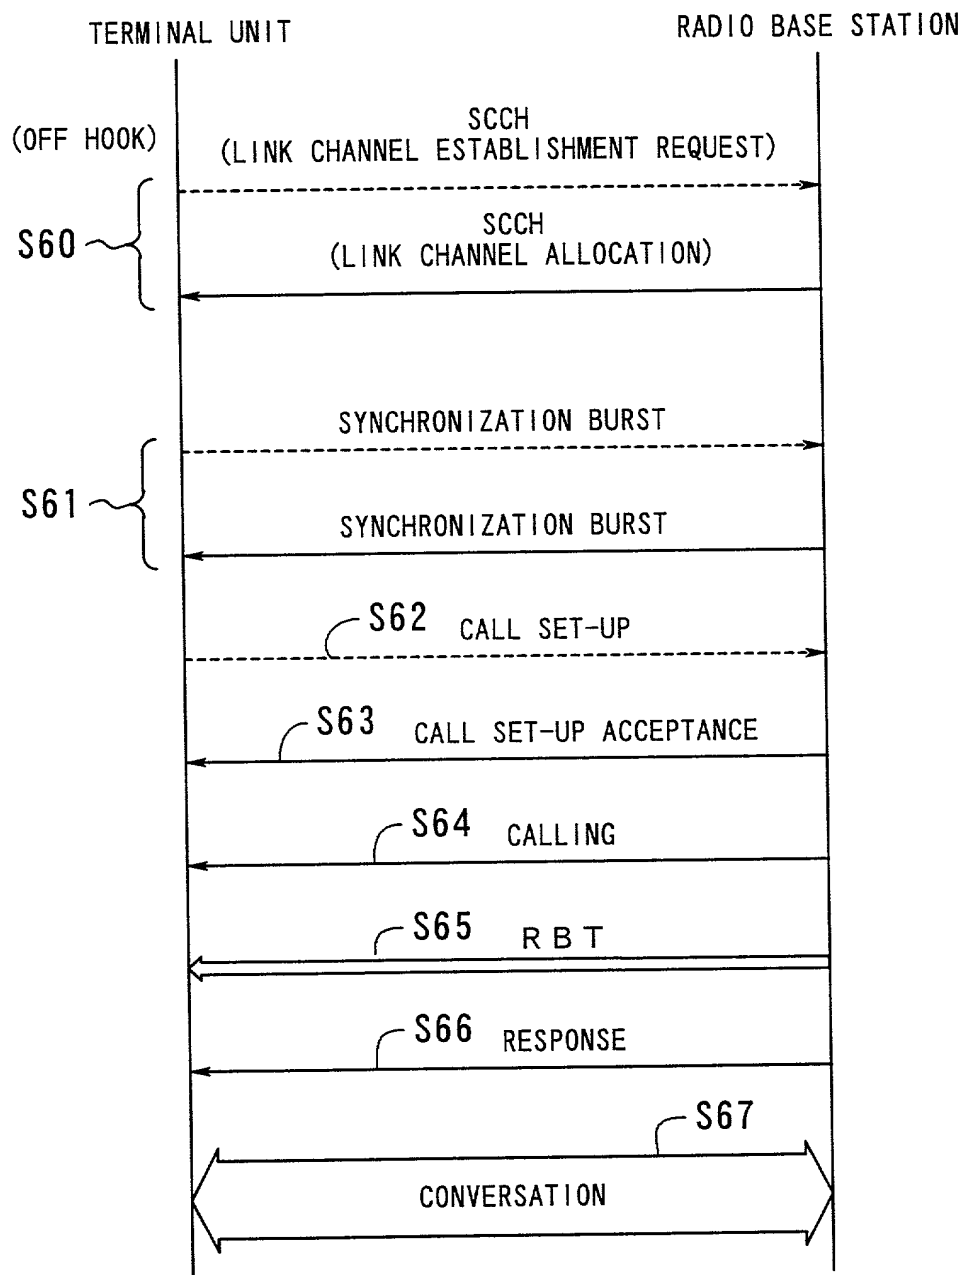 TERMINAL UNIT
RADIO BASE STATION
(OFF HOOK)
SCCH
(LINK CHANNEL ESTABLISHMENT REQUEST)
S60
SCCH
(LINK CHANNEL ALLOCATION)
SYNCHRONIZATION BURST
S61
SYNCHRONIZATION BURST
S62 CALL SET-UP
S63 CALL SET-UP ACCEPTANCE
S64 CALLING
S65 RBT
S66 RESPONSE
S67
CONVERSATION